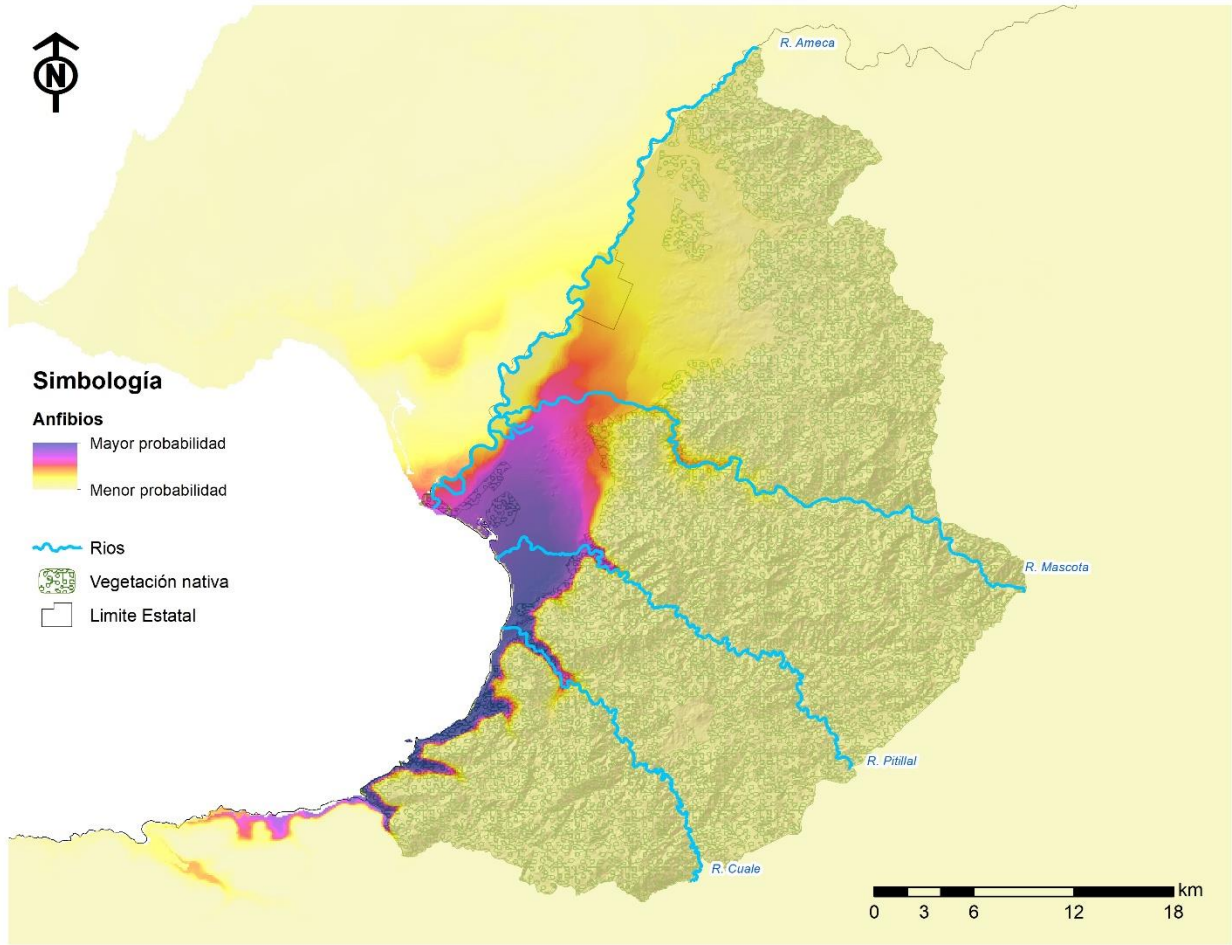 N
R. Ameca
Simbología
Anfibios
Mayor probabilidad
Menor probabilidad
Rios
Vegetación nativa
Limite Estatal
R. Mascota
R. Pitillal
R. Cuale
km
0 3 6 12 18